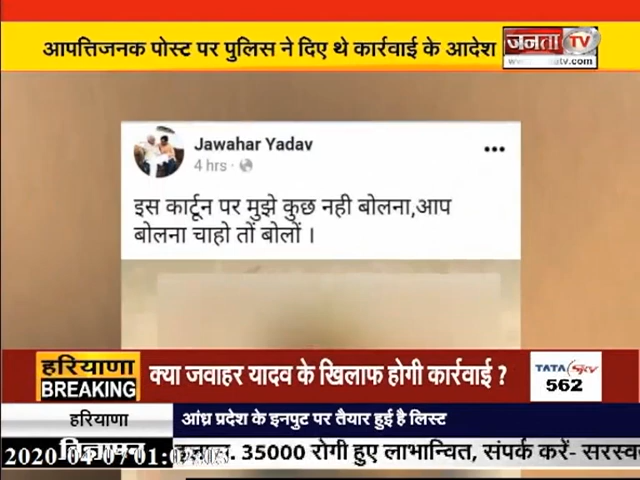 आपत्तिजनक पोस्ट पर पुलिस ने दिए थे कार्रवाई के आदेश
जनता TV
Jawahar Yadav
4 hrs
इस कार्टून पर मुझे कुछ नही बोलना,आप
बोलना चाहो तों बोलों ।
हरियाणा
BREAKING
क्या जवाहर यादव के खिलाफ होगी कार्रवाई ?
TATA sky
562
हरियाणा
आंध्र प्रदेश के इनपुट पर तैयार हुई है लिस्ट
विज्ञापन
35000 रोगी हुए लाभान्वित, संपर्क करें- सरस्व
2020-04-07 01:0